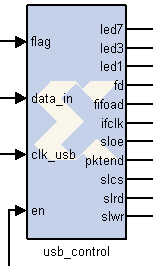 led7
flag
led3
led1
fd
data_in
fifoad
ifclk
sloe
clk_usb
pktend
slcs
slrd
en
slwr
usb_control